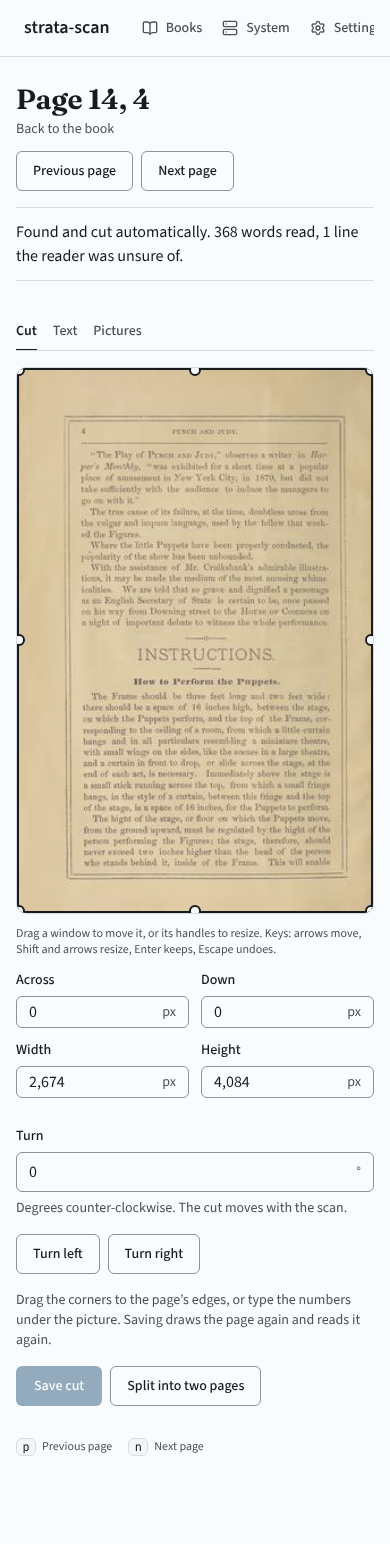 strata-scan
Books
System
Setting
Page 14, 4
Back to the book
Previous page
Next page
Found and cut automatically. 368 words read, 1 line
the reader was unsure of.
Cut
Text
Pictures
4
PUNCH AND JUDY.
"The Play of PUNCH AND JUDY," observes a writer in Har-
per's Monthly, "was exhibited for a short time at a popular
place of amusement in New York City, in 1870, but did not
take sufficiently with the audience to induce the managers to
go on with it."
The true cause of its failure, at the time, doubtless arose from
the vulgar and impure language, used by the fellow that work-
ed the Figures.
Where the little Puppets have been properly conducted, the
popularity of the show has been unbounded.
With the assistance of Mr. Cruikshank's admirable illustra-
tions, it may be made the medium of the most amusing whims
icalities. We are told that so grave and dignified a personage
as an English Secretary of State is certain to be, once paused
on his way from Downing street to the House or Commons on
a night of important debate to witness the whole performance.
INSTRUCTIONS.
How to Perform the Puppets.
The Frame should be three feet long and two feet wide:
there should be a space of 16 inches high, between the stage,
on which the Puppets perform, and the top of the Frame, cor-
responding to the ceiling of a room, from which a little curtain
hangs and in all particulars resembling a miniature theatre,
with small wings on the sides, like the scenes in a large theatre
and a curtain in front to drop, or slide across the stage, at the
end of each act, is necessary. Immediately above the stage is
a small stick running across the top, from which a small fringe
hangs, in the style of a curtain, between this fringe and the top
of the stage, is a space of 16 inches, for the Puppets to perform.
The hight of the stage, or floor on which the Puppets move,
from the ground upward, must be regulated by the hight of the
person performing the Figures; the stage, therefore, should
never exceed two inches higher than the bead of the person
who stands behind it, inside of the Frame. This will enable
Drag a window to move it, or its handles to resize. Keys: arrows move,
Shift and arrows resize, Enter keeps, Escape undoes.
Across
Down
0 px
0 px
Width
Height
2,674 px
4,084 px
Turn
0 °
Degrees counter-clockwise. The cut moves with the scan.
Turn left
Turn right
Drag the corners to the page's edges, or type the numbers
under the picture. Saving draws the page again and reads it
again.
Save cut
Split into two pages
p Previous page
n Next page